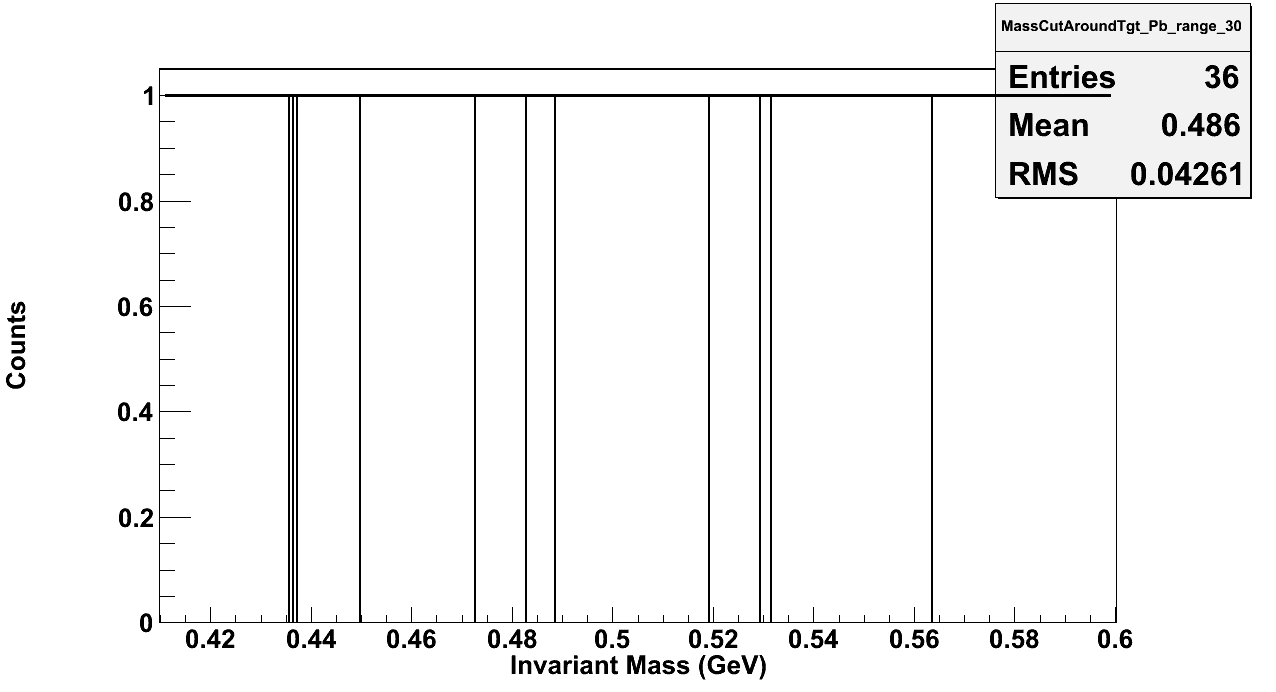 MassCutAroundTgt_Pb_range_30
Entries 36
Mean 0.486
RMS 0.04261
1
0.8
0.6
0.4
0.2
0
Counts
0.42 0.44 0.46 0.48 0.5 0.52 0.54 0.56 0.58 0.6
Invariant Mass (GeV)